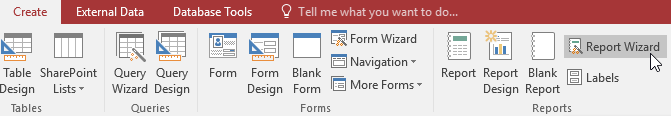 Create External Data Database Tools Tell me what you want to do...
Table Design
SharePoint Lists
Tables
Query Wizard
Query Design
Queries
Form
Form Design
Blank Form
Form Wizard
Navigation
More Forms
Forms
Report
Report Design
Blank Report
Report Wizard
Labels
Reports